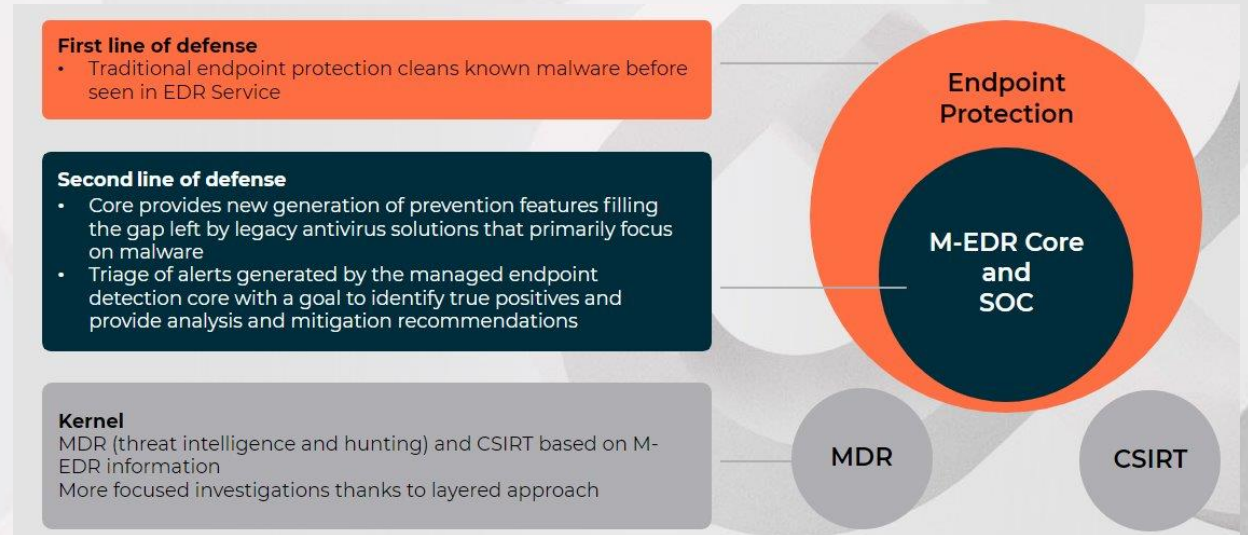 First line of defense
• Traditional endpoint protection cleans known malware before
seen in EDR Service
Second line of defense
• Core provides new generation of prevention features filling
the gap left by legacy antivirus solutions that primarily focus
on malware
• Triage of alerts generated by the managed endpoint
detection core with a goal to identify true positives and
provide analysis and mitigation recommendations
Kernel
MDR (threat intelligence and hunting) and CSIRT based on M-
EDR information
More focused investigations thanks to layered approach
Endpoint
Protection
M-EDR Core
and
SOC
MDR
CSIRT